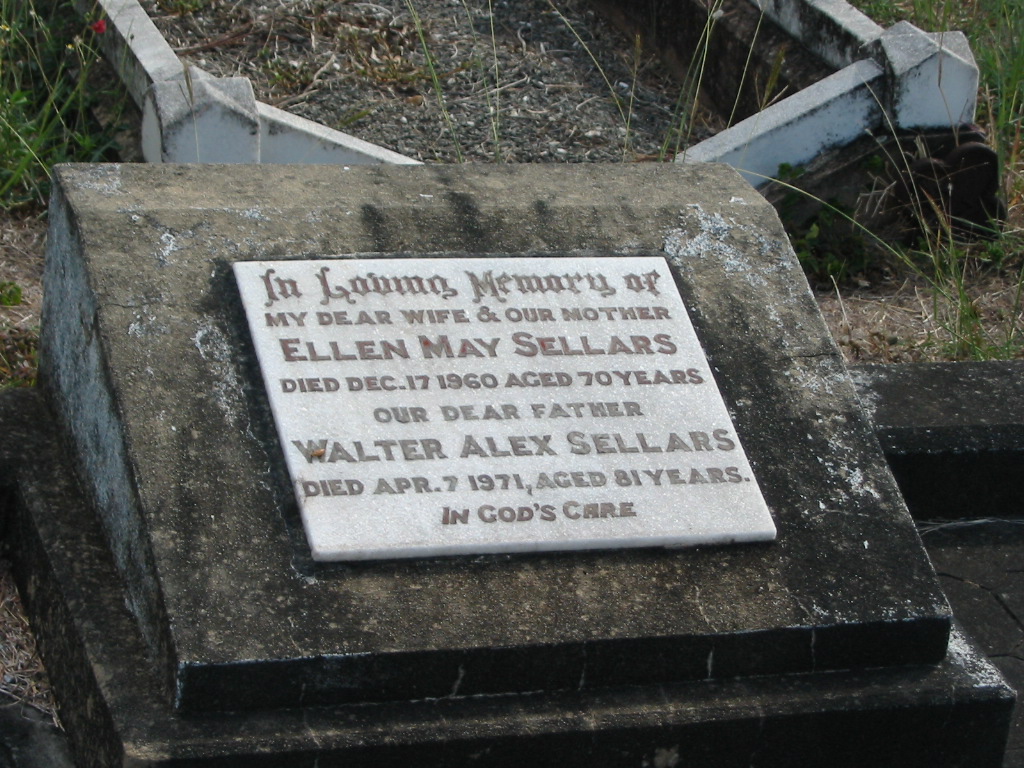 In Loving Memory of
MY DEAR WIFE & OUR MOTHER
ELLEN MAY SELLARS
DIED DEC. 17 1960 AGED 70 YEARS
OUR DEAR FATHER
WALTER ALEX SELLARS
DIED APR. 7 1971, AGED 81 YEARS.
IN GOD'S CARE